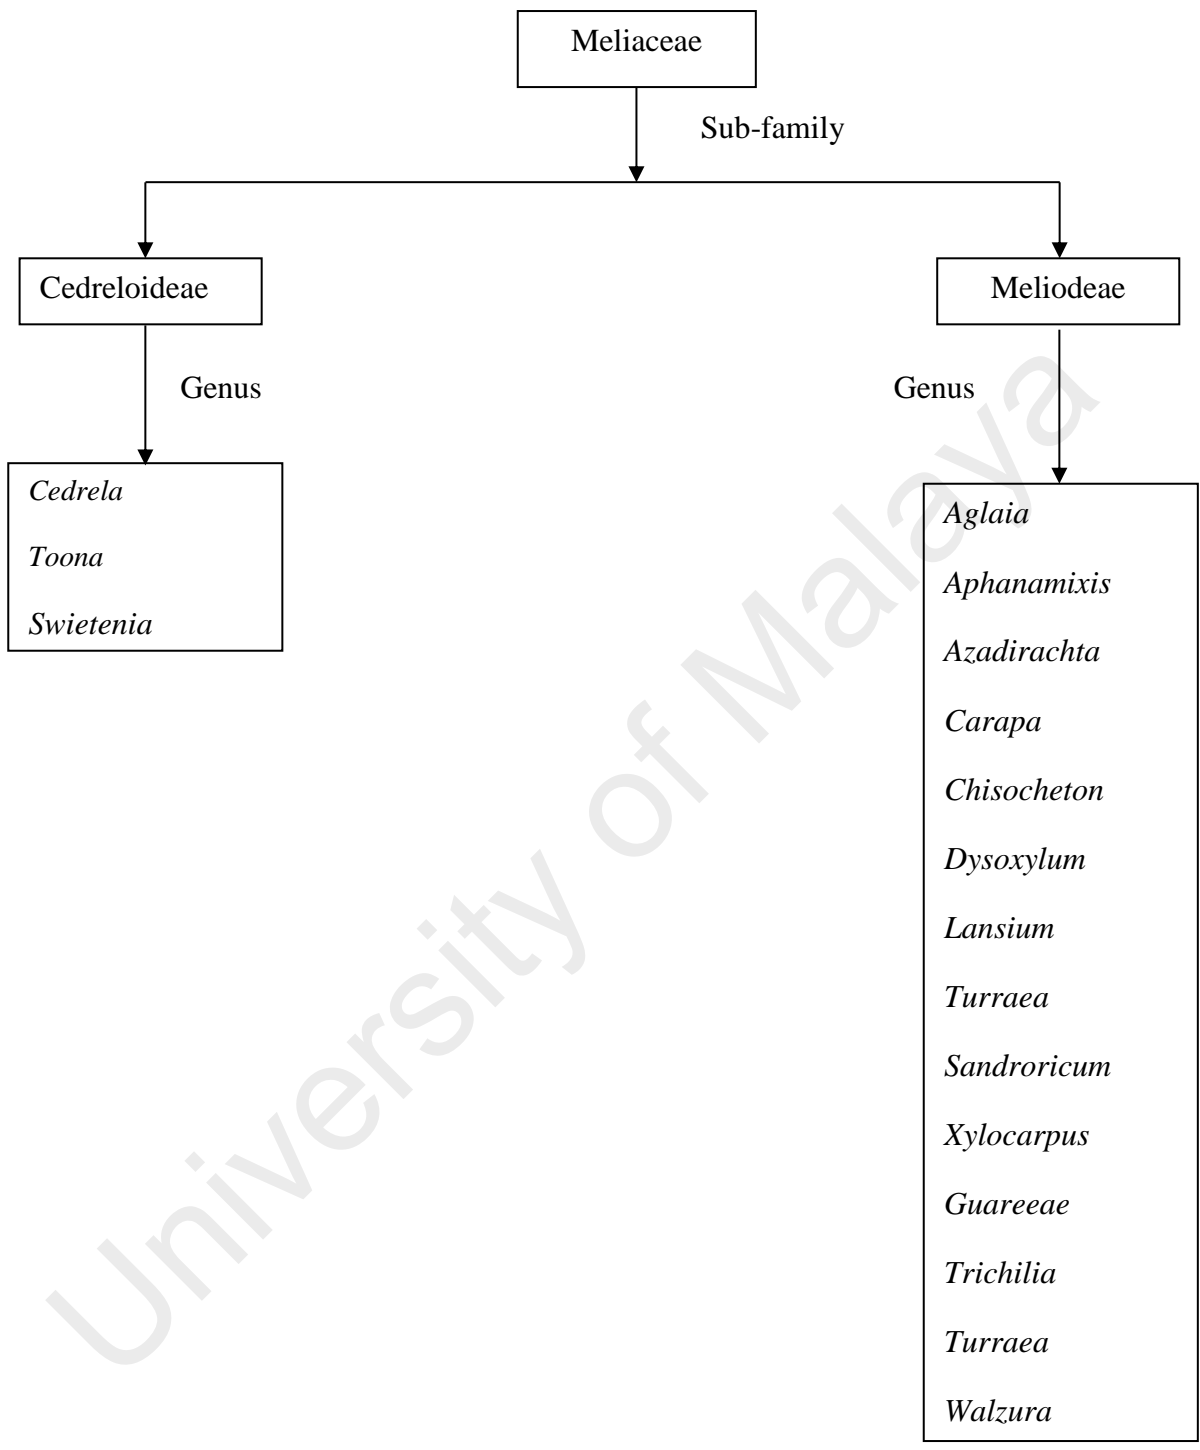 Meliaceae
Sub-family
Cedreloideae
Meliodeae
Genus
Genus
Cedrela
Toona
Swietenia
Aglaia
Aphanamixis
Azadirachta
Carapa
Chisocheton
Dysoxylum
Lansium
Turraea
Sandroricum
Xylocarpus
Guareeae
Trichilia
Turraea
Walzura
University of Malaya